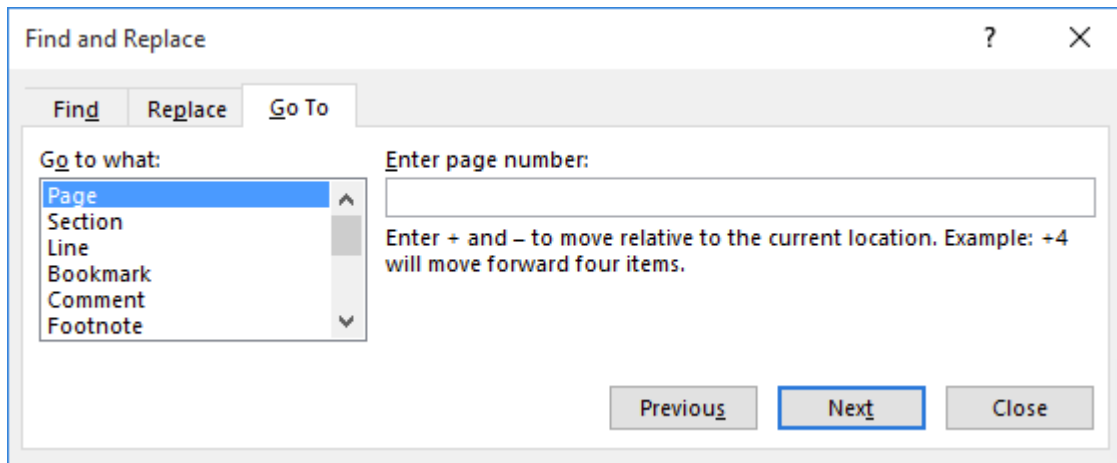 Find and Replace ?
Find Replace Go To
Go to what:
Page
Section
Line
Bookmark
Comment
Footnote
Enter page number:
Enter + and – to move relative to the current location. Example: +4
will move forward four items.
Previous Next Close